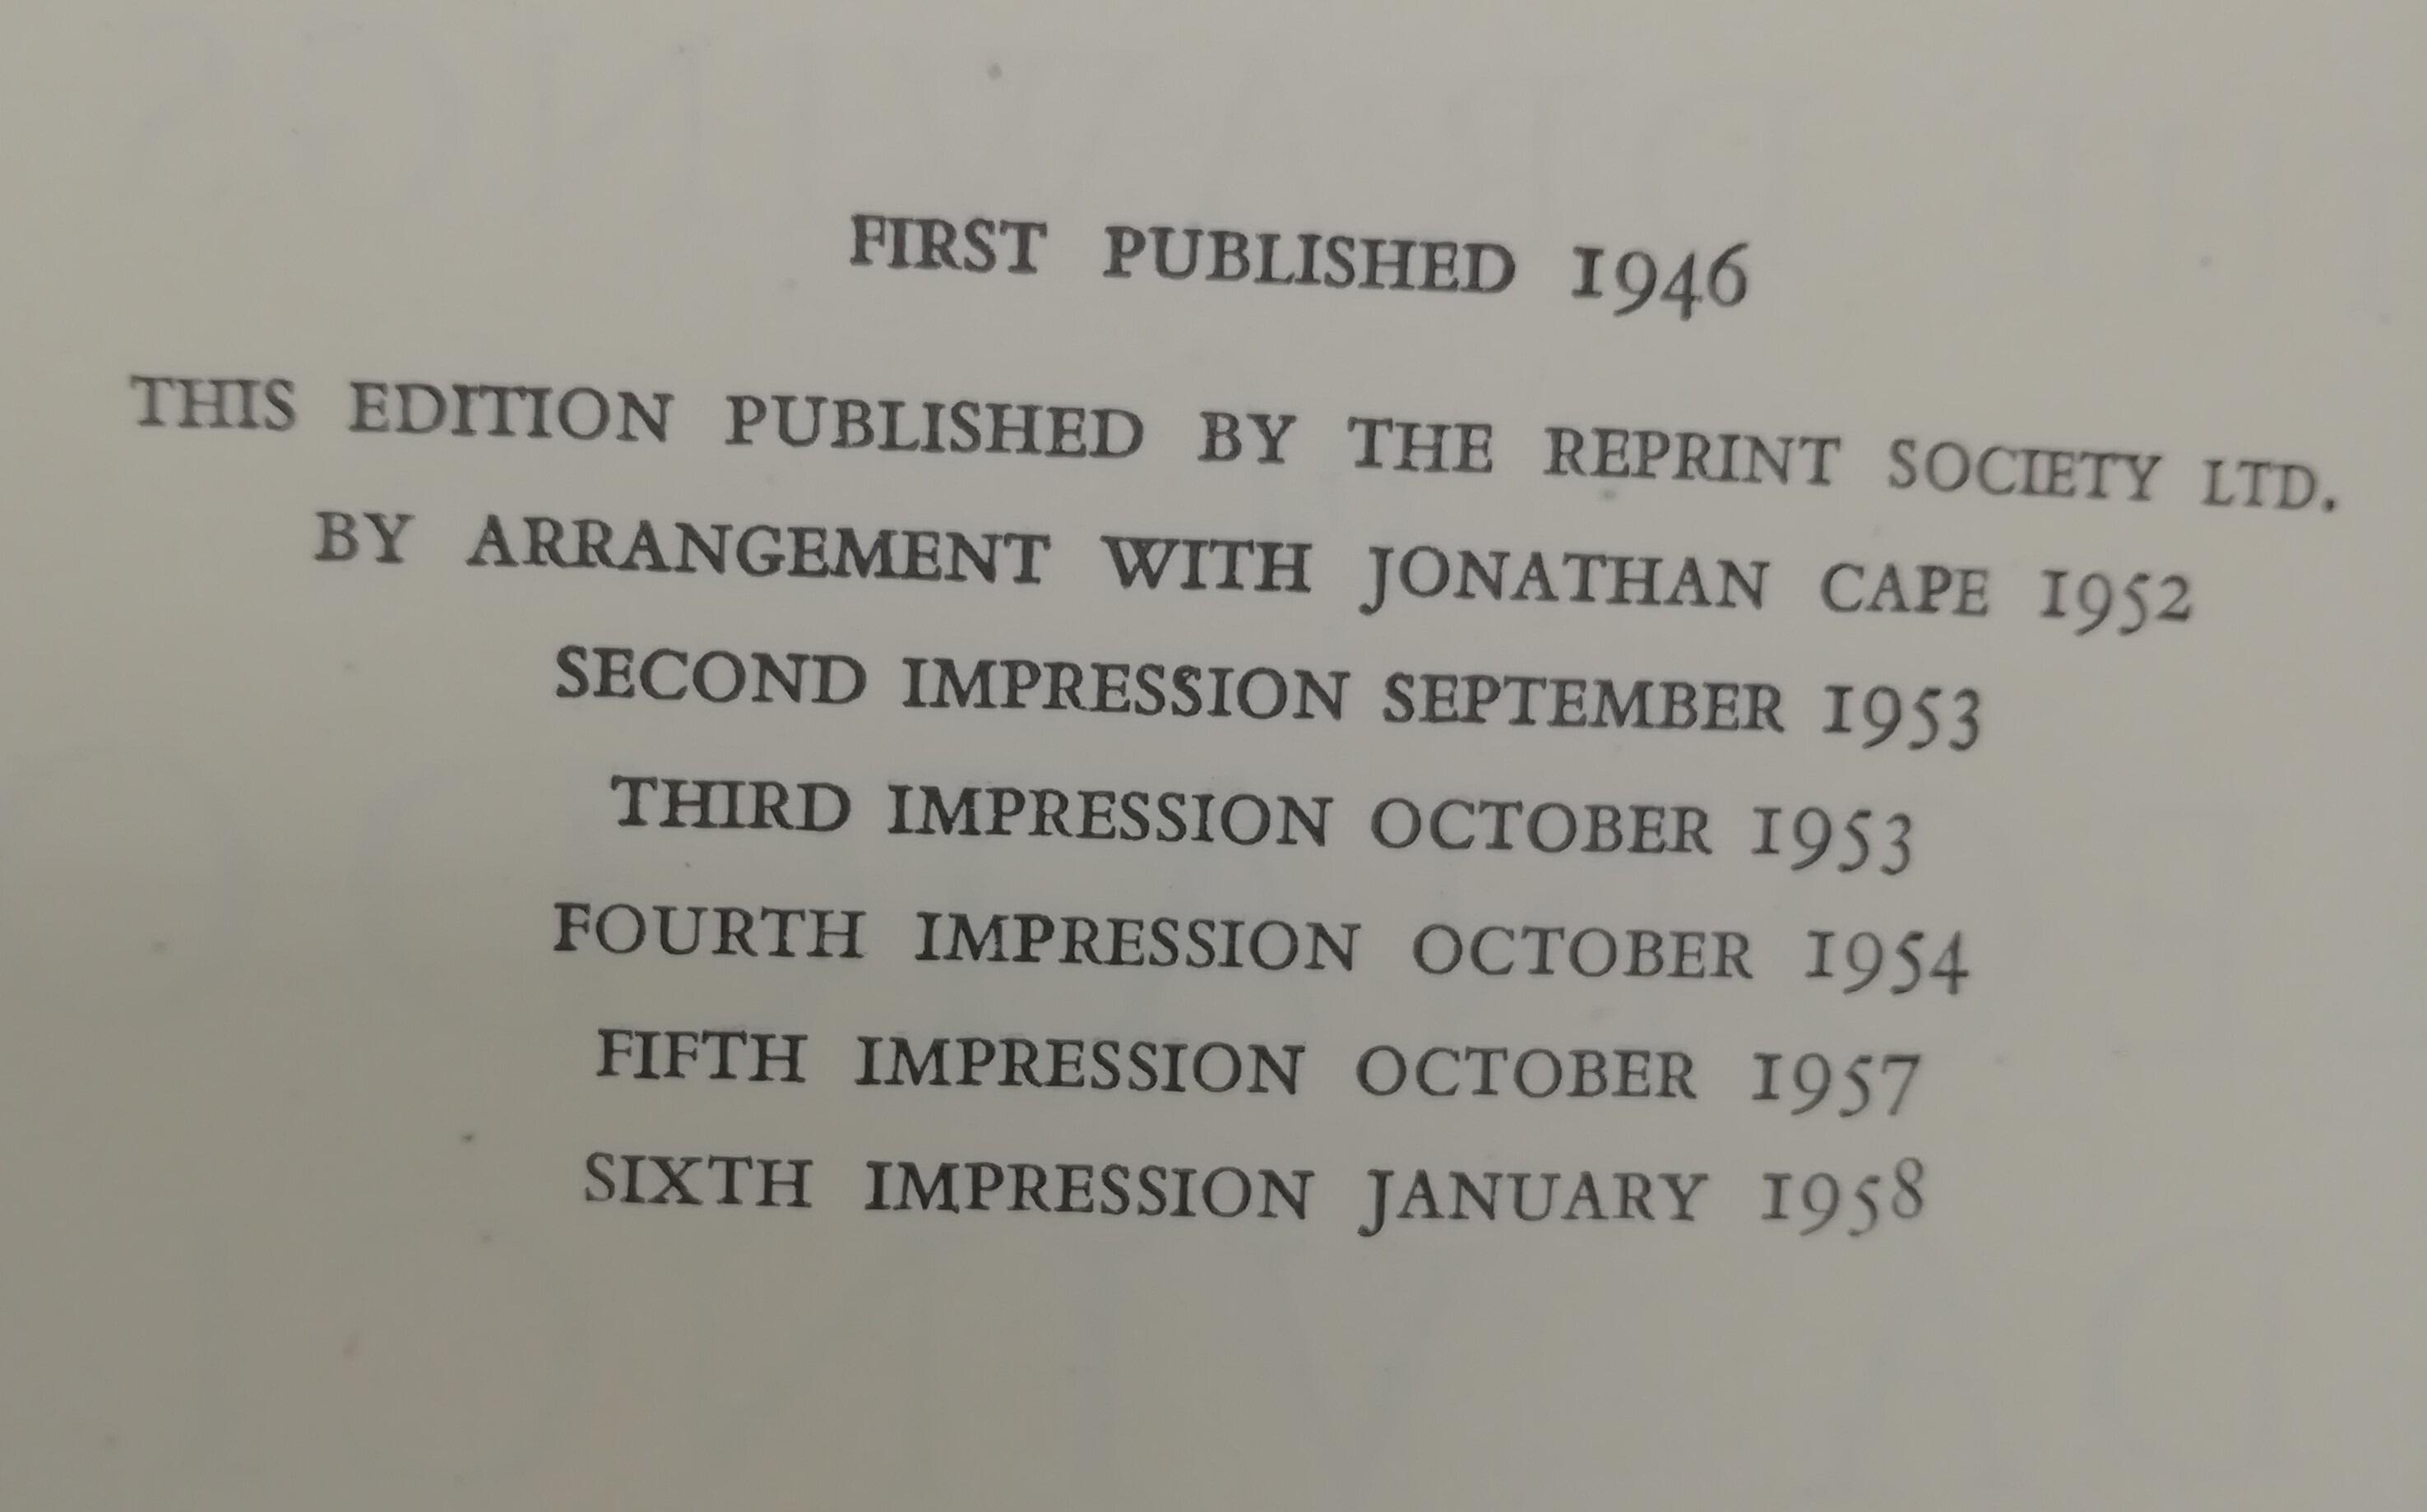 FIRST PUBLISHED 1946
THIS EDITION PUBLISHED BY THE REPRINT SOCIETY LTD.
BY ARRANGEMENT WITH JONATHAN CAPE 1952
SECOND IMPRESSION SEPTEMBER 1953
THIRD IMPRESSION OCTOBER 1953
FOURTH IMPRESSION OCTOBER 1954
FIFTH IMPRESSION OCTOBER 1957
SIXTH IMPRESSION JANUARY 1958